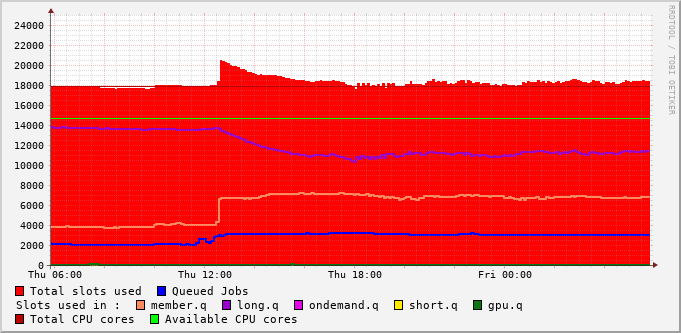 24000
22000
20000
18000
16000
14000
12000
10000
8000
6000
4000
2000
0
Thu 06:00 Thu 12:00 Thu 18:00 Fri 00:00
Total slots used Queued Jobs
Slots used in : member.q long.q ondemand.q short.q gpu.q
Total CPU cores Available CPU cores
RRDTOOL / TOBI OETIKER